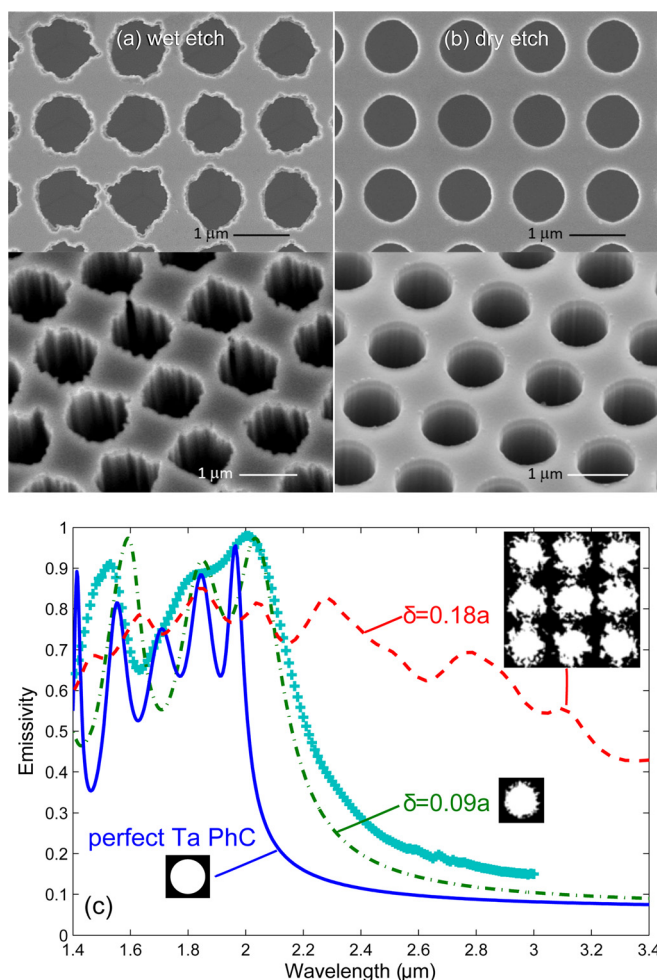 (a) wet etch
(b) dry etch
1 µm
1 µm
1 µm
1 µm
1
0.9
0.8
0.7
0.6
0.5
0.4
0.3
0.2
0.1
0
Emissivity
δ=0.18a
δ=0.09a
perfect Ta PhC
(c)
1.4 1.6 1.8 2 2.2 2.4 2.6 2.8 3 3.2 3.4
Wavelength (µm)